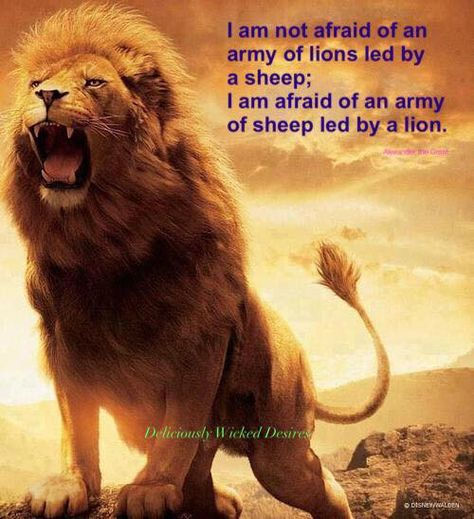 I am not afraid of an
army of lions led by
a sheep;
I am afraid of an army
of sheep led by a lion.
Alexander the Great
Deliciously Wicked Desires
© DISNEY/WALDEN